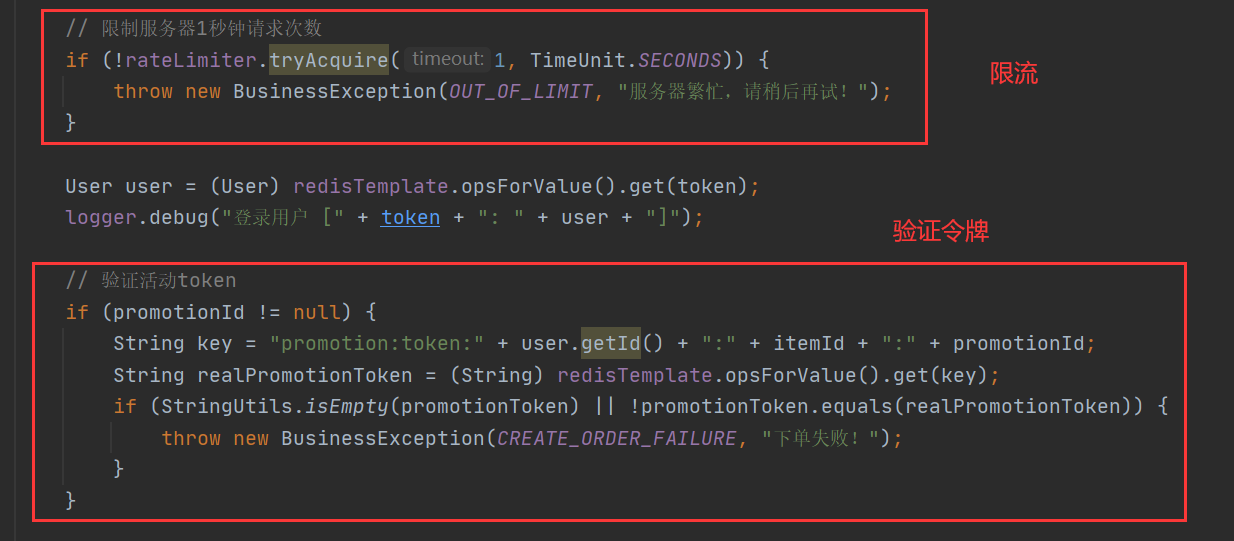 // 限制服务器1秒钟请求次数
if (!rateLimiter.tryAcquire( timeout: 1, TimeUnit.SECONDS)) {
throw new BusinessException(OUT_OF_LIMIT, "服务器繁忙，请稍后再试！");
}
限流
User user = (User) redisTemplate.opsForValue().get(token);
logger.debug("登录用户 [" + token + ": " + user + "]");
验证令牌
// 验证活动token
if (promotionId != null) {
String key = "promotion:token:" + user.getId() + ":" + itemId + ":" + promotionId;
String realPromotionToken = (String) redisTemplate.opsForValue().get(key);
if (StringUtils.isEmpty(promotionToken) || !promotionToken.equals(realPromotionToken)) {
throw new BusinessException(CREATE_ORDER_FAILURE, "下单失败！");
}
}